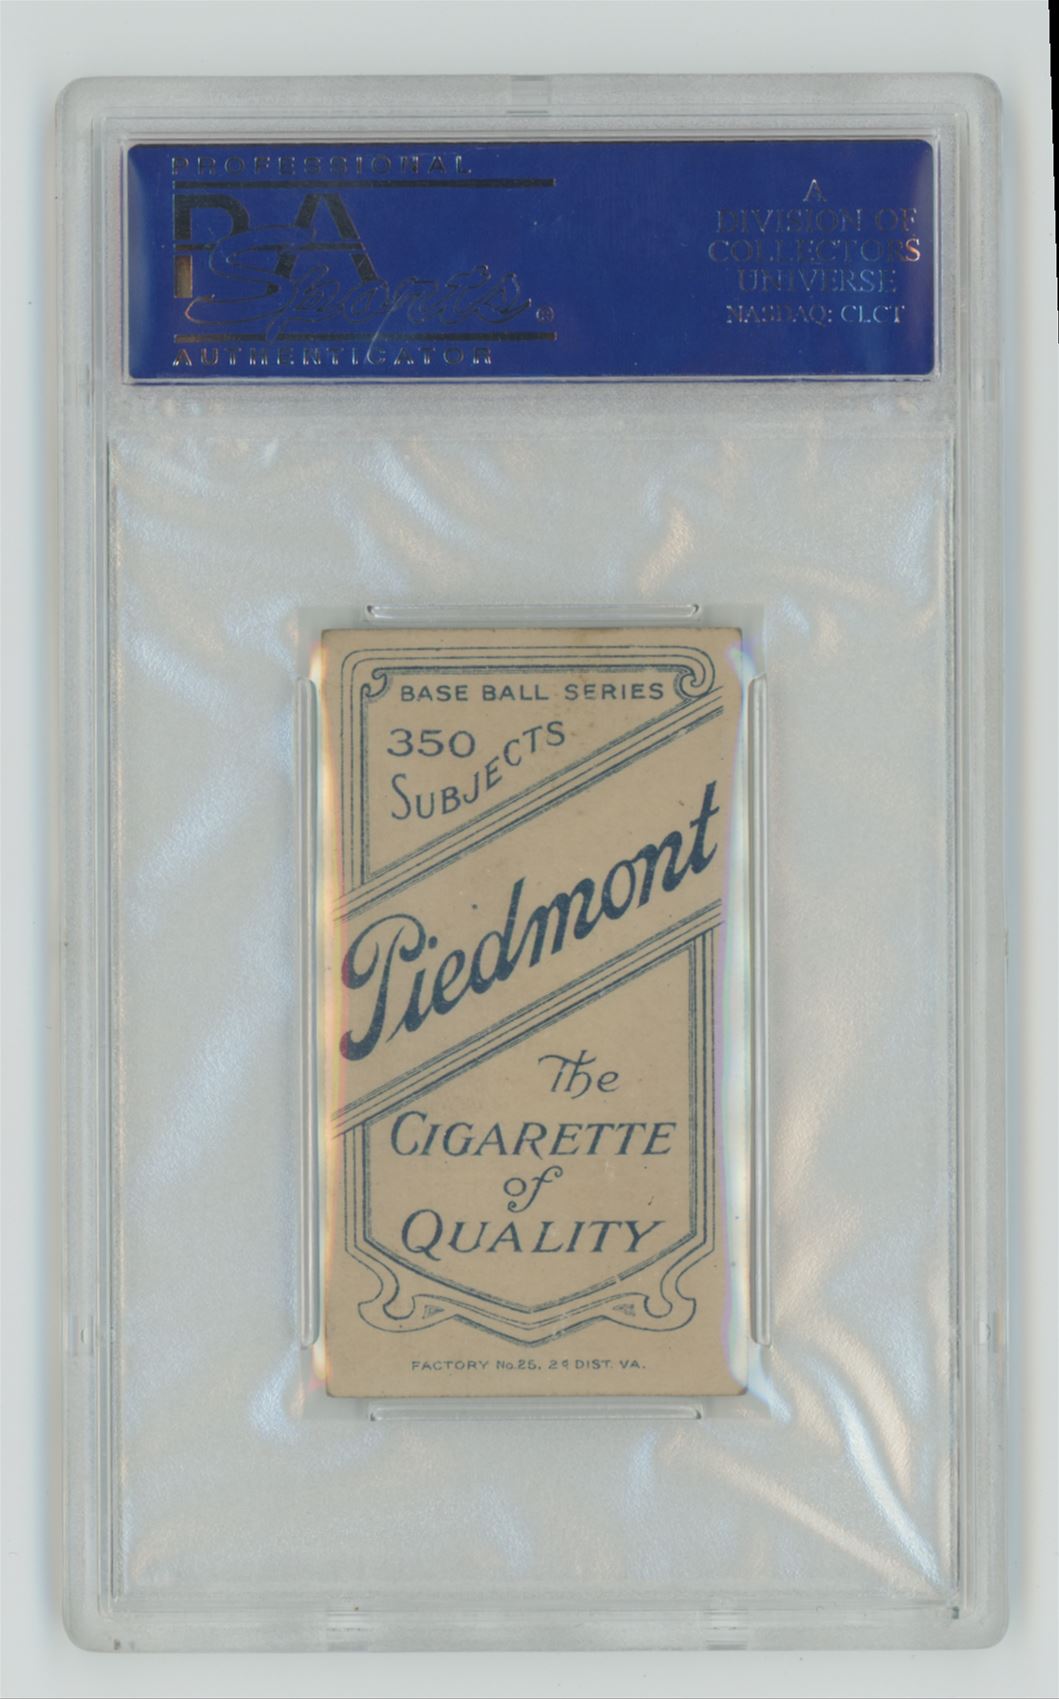 PROFESSIONAL
PSA
Sports
®
AUTHENTICATOR
A
DIVISION OF
COLLECTORS
UNIVERSE
NASDAQ: CLCT
BASE BALL SERIES
350
SUBJECTS
Piedmont
The
CIGARETTE
of
QUALITY
FACTORY No. 25, 2d DIST. VA.